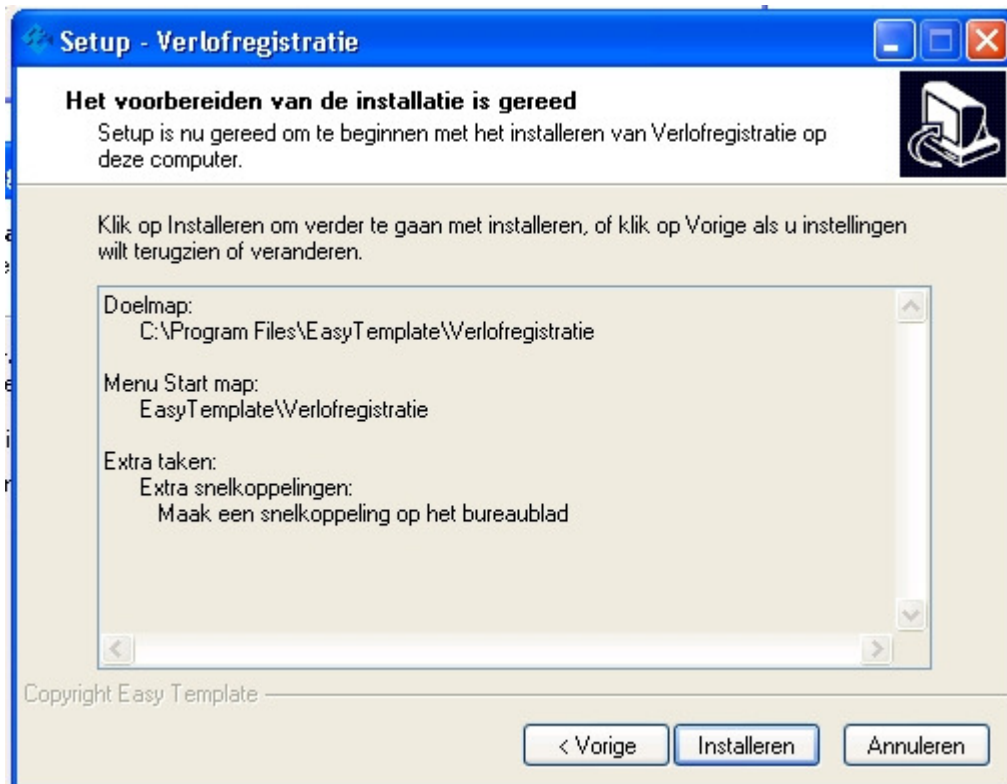 Setup - Verlofregistratie
Het voorbereiden van de installatie is gereed
Setup is nu gereed om te beginnen met het installeren van Verlofregistratie op
deze computer.
Klik op Installeren om verder te gaan met installeren, of klik op Vorige als u instellingen
wilt terugzien of veranderen.
Doelmap:
C:\Program Files\EasyTemplate\Verlofregistratie
Menu Start map:
EasyTemplate\Verlofregistratie
Extra taken:
Extra snelkoppelingen:
Maak een snelkoppeling op het bureaublad
Copyright Easy Template
< Vorige
Installeren
Annuleren